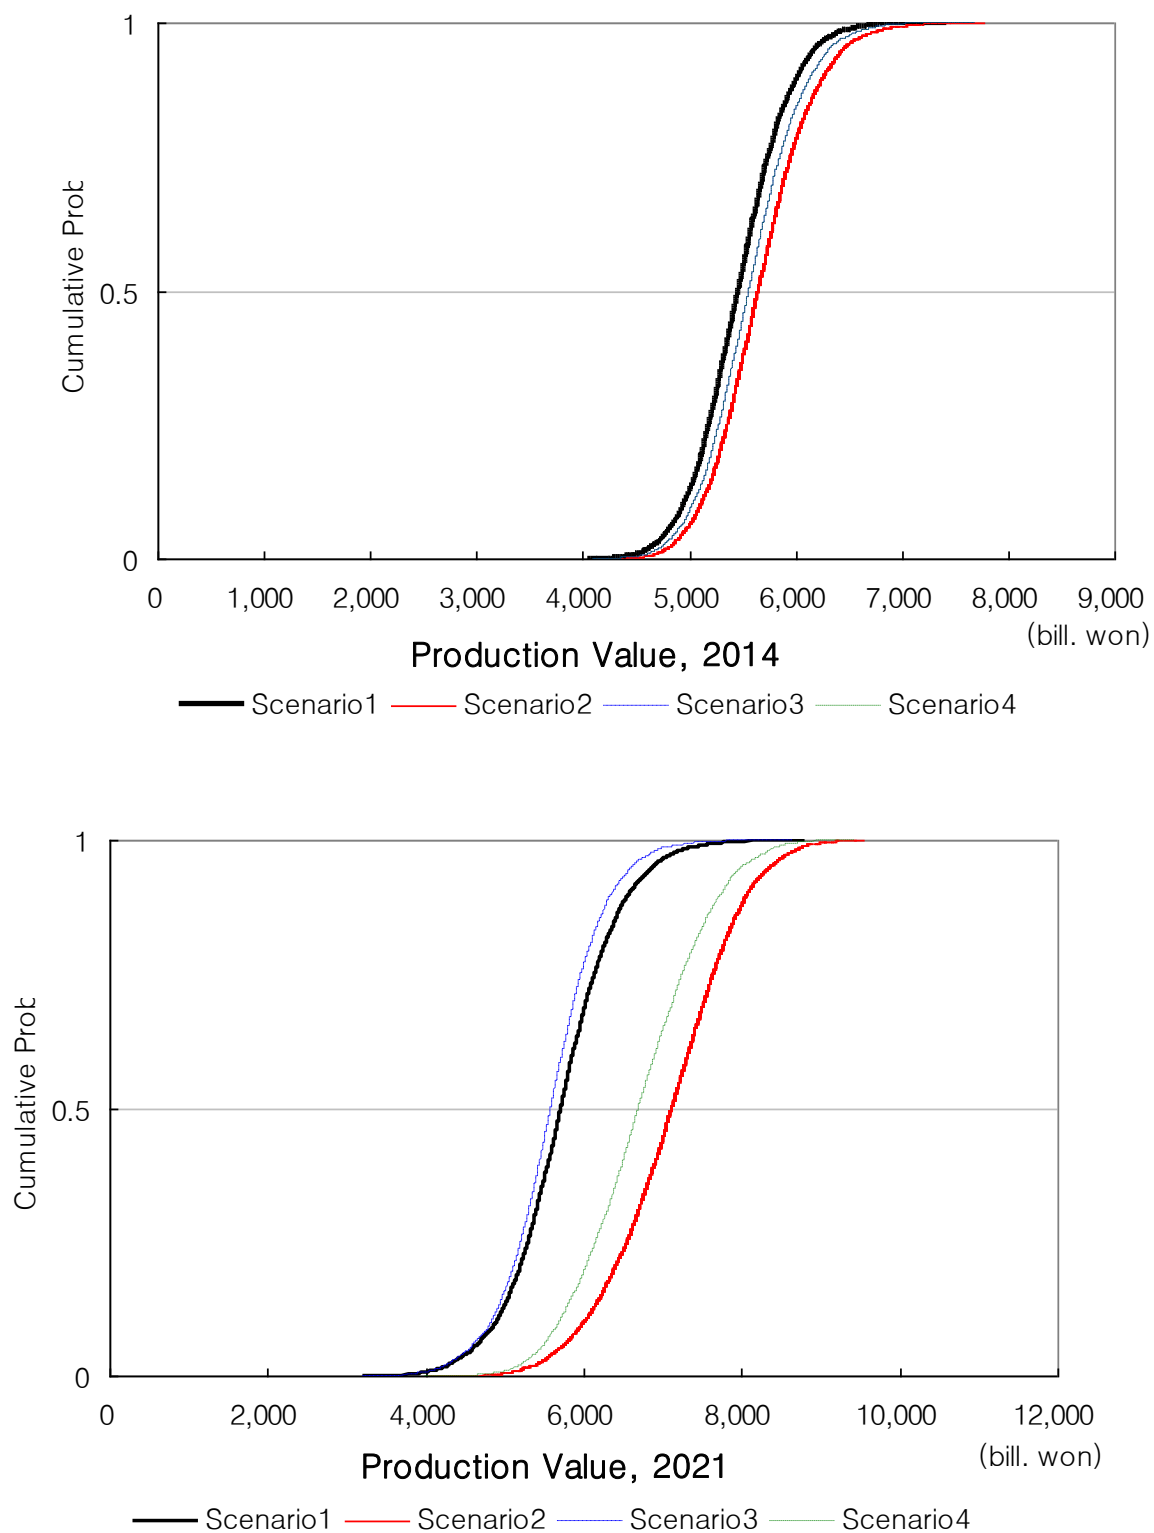 1
Cumulative Prob
0.5
0
0 1,000 2,000 3,000 4,000 5,000 6,000 7,000 8,000 9,000
(bill. won)
Production Value, 2014
Scenario1 Scenario2 Scenario3 Scenario4
1
Cumulative Prob
0.5
0
0 2,000 4,000 6,000 8,000 10,000 12,000
(bill. won)
Production Value, 2021
Scenario1 Scenario2 Scenario3 Scenario4